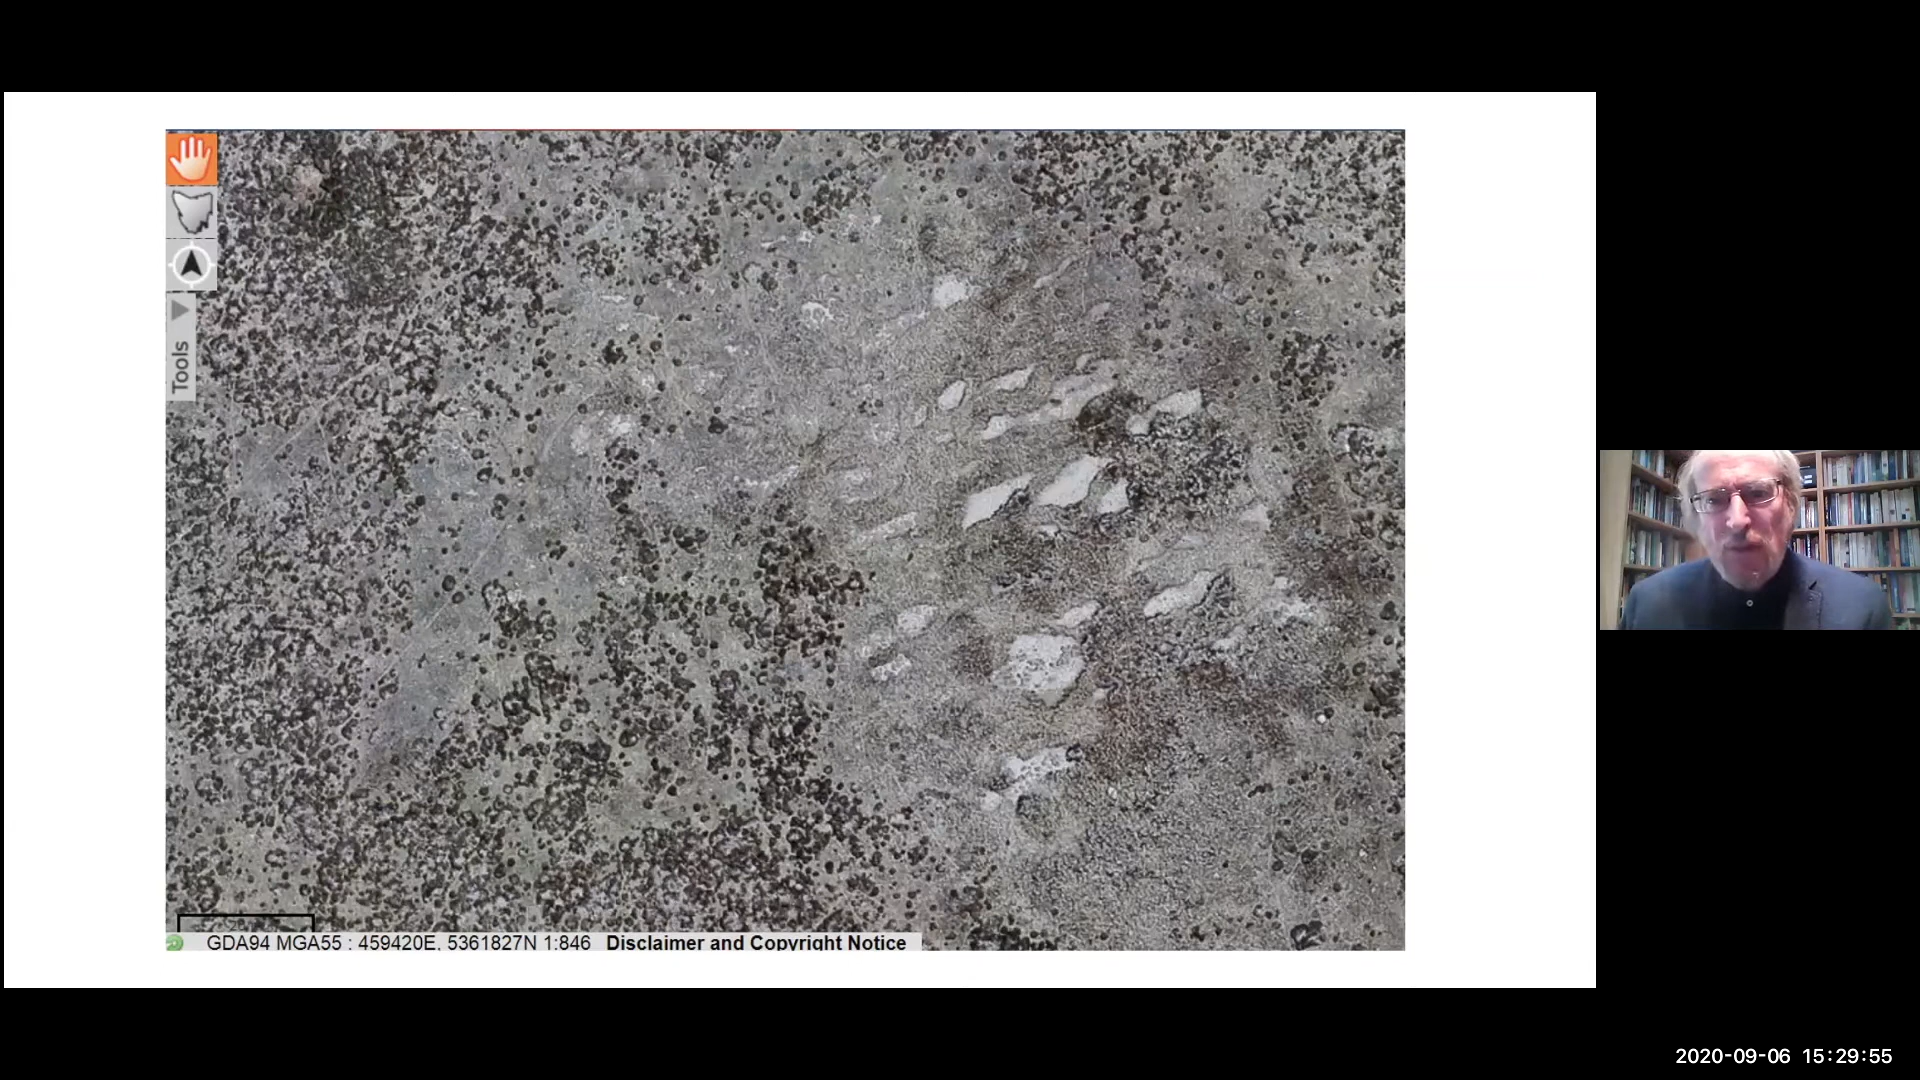 Tools
GDA94 MGA55 : 459420E, 5361827N 1:846 Disclaimer and Copyright Notice
2020-09-06 15:29:55